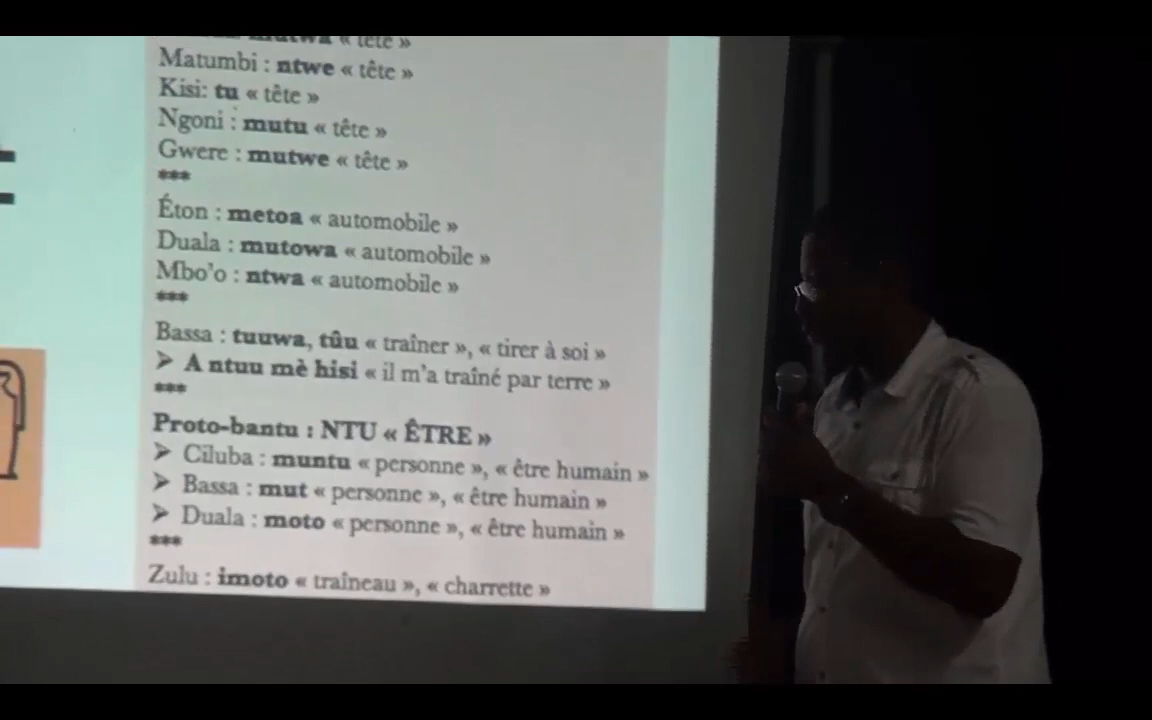 mutwa « tête »
Matumbi : ntwe « tête »
Kisi: tu « tête »
Ngoni : mutu « tête »
Gwere : mutwe « tête »
***
Éton : metoa « automobile »
Duala : mutowa « automobile »
Mbo’o : ntwa « automobile »
***
Bassa : tuuwa, tûu « traîner », « tirer à soi »
➤ A ntuu mè hisi « il m’a traîné par terre »
***
Proto-bantu : NTU « ÊTRE »
➤ Ciluba : muntu « personne », « être humain »
➤ Bassa : mut « personne », « être humain »
➤ Duala : moto « personne », « être humain »
***
Zulu : imoto « traîneau », « charrette »